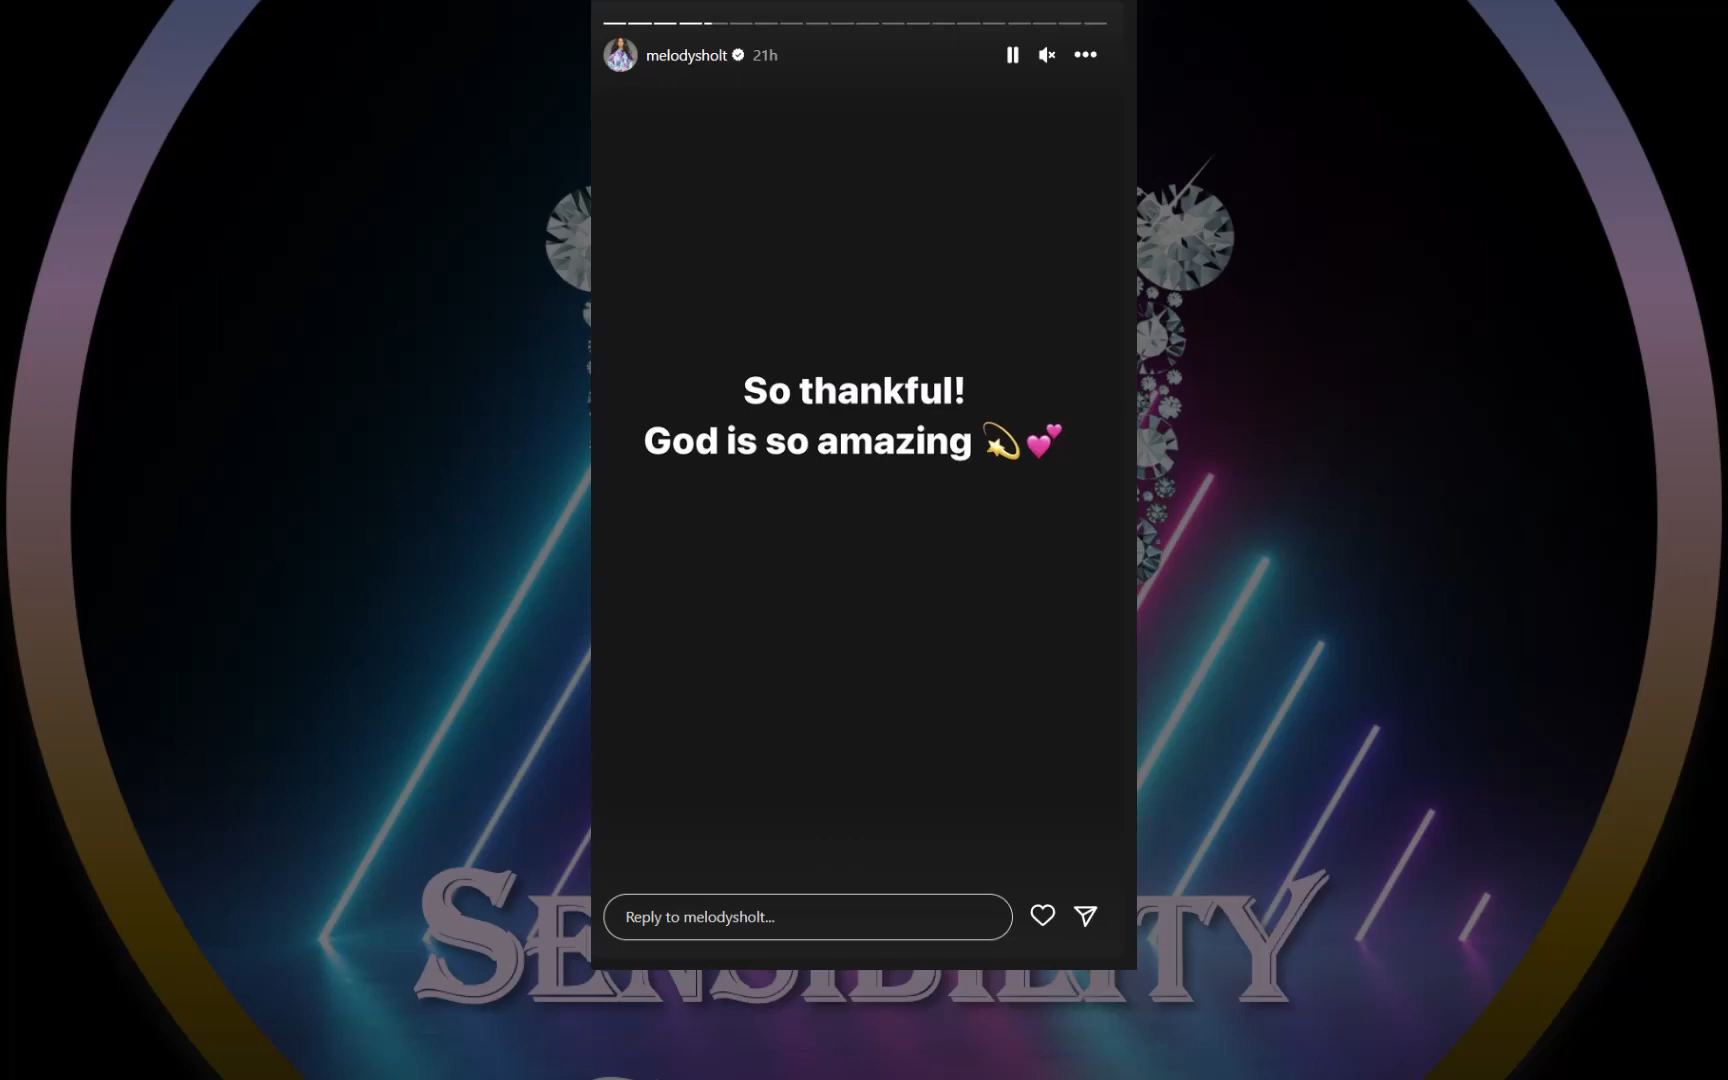 melodysholt 21h
So thankful!
God is so amazing 💫💕
Reply to melodysholt...